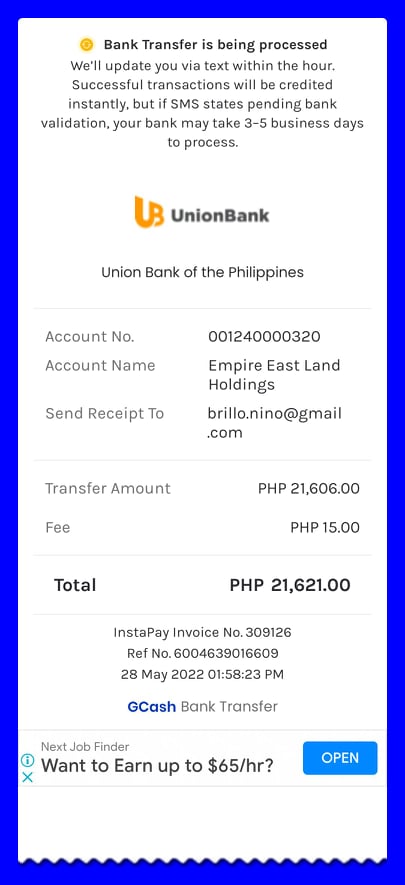 Bank Transfer is being processed
We'll update you via text within the hour.
Successful transactions will be credited
instantly, but if SMS states pending bank
validation, your bank may take 3–5 business days
to process.
UnionBank
Union Bank of the Philippines
Account No. 001240000320
Account Name Empire East Land
Holdings
Send Receipt To brillo.nino@gmail
.com
Transfer Amount PHP 21,606.00
Fee PHP 15.00
Total PHP 21,621.00
InstaPay Invoice No. 309126
Ref No. 6004639016609
28 May 2022 01:58:23 PM
GCash Bank Transfer
Next Job Finder
Want to Earn up to $65/hr?
OPEN